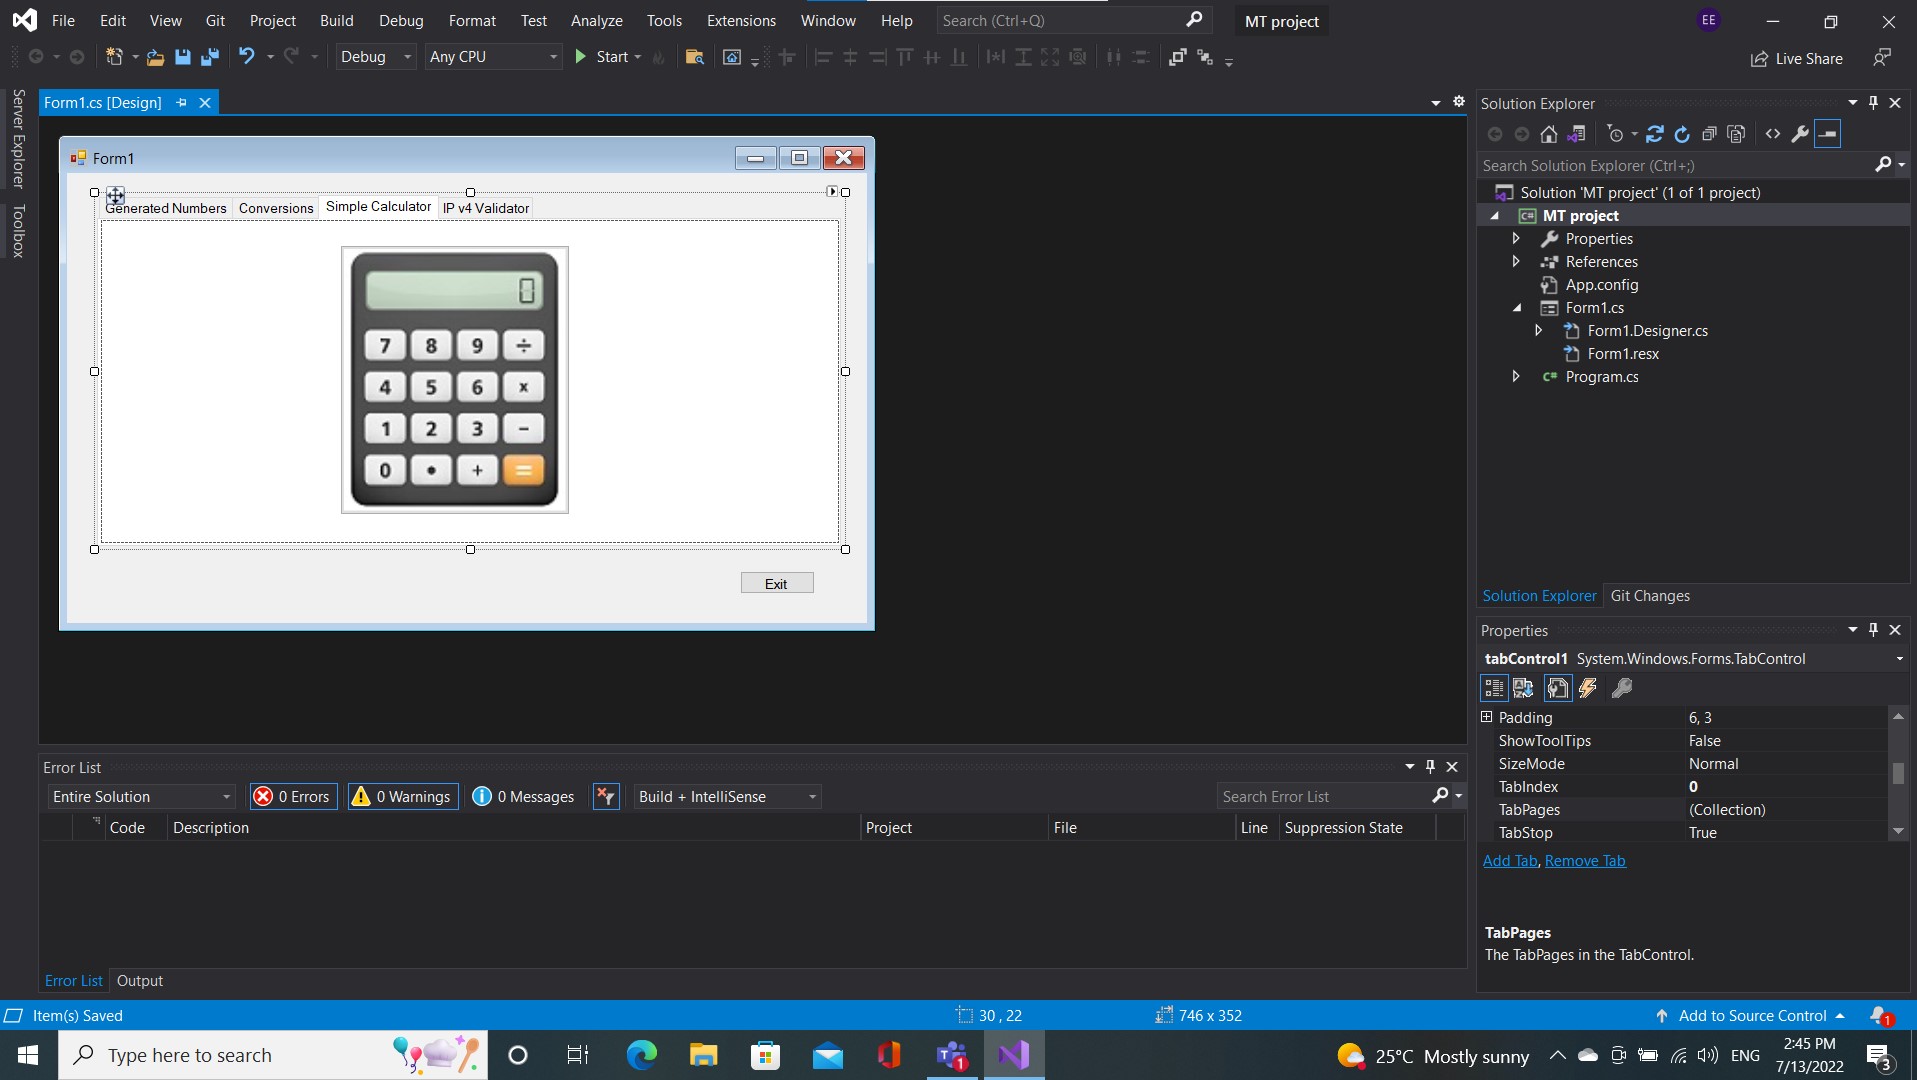 File Edit View Git Project Build Debug Format Test Analyze Tools Extensions Window Help Search (Ctrl+Q) MT project EE
Debug Any CPU Start Live Share
Server Explorer
Toolbox
Form1.cs [Design]
Form1
Generated Numbers Conversions Simple Calculator IP v4 Validator
0
7 8 9 ÷
4 5 6 x
1 2 3 −
0 • + =
Exit
Solution Explorer
Search Solution Explorer (Ctrl+;)
Solution 'MT project' (1 of 1 project)
C# MT project
Properties
References
App.config
Form1.cs
Form1.Designer.cs
Form1.resx
C# Program.cs
Solution Explorer Git Changes
Properties
tabControl1 System.Windows.Forms.TabControl
Padding 6, 3
ShowToolTips False
SizeMode Normal
TabIndex 0
TabPages (Collection)
TabStop True
Add Tab, Remove Tab
TabPages
The TabPages in the TabControl.
Error List
Entire Solution 0 Errors 0 Warnings 0 Messages Build + IntelliSense Search Error List
Code Description Project File Line Suppression State
Error List Output
Item(s) Saved 30 , 22 746 x 352 Add to Source Control 1
Type here to search 1 25°C Mostly sunny ENG 2:45 PM
7/13/2022 3